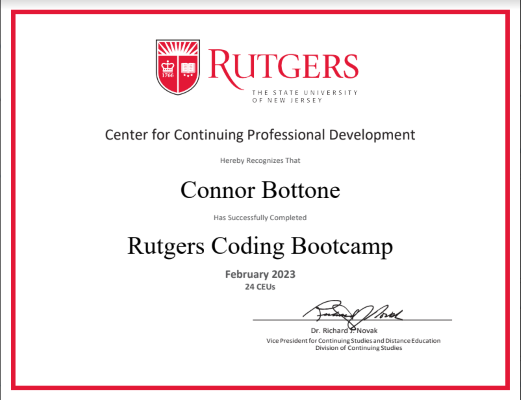 1766
RUTGERS
THE STATE UNIVERSITY
OF NEW JERSEY
Center for Continuing Professional Development
Hereby Recognizes That
Connor Bottone
Has Successfully Completed
Rutgers Coding Bootcamp
February 2023
24 CEUs
Dr. Richard J. Novak
Vice President for Continuing Studies and Distance Education
Division of Continuing Studies